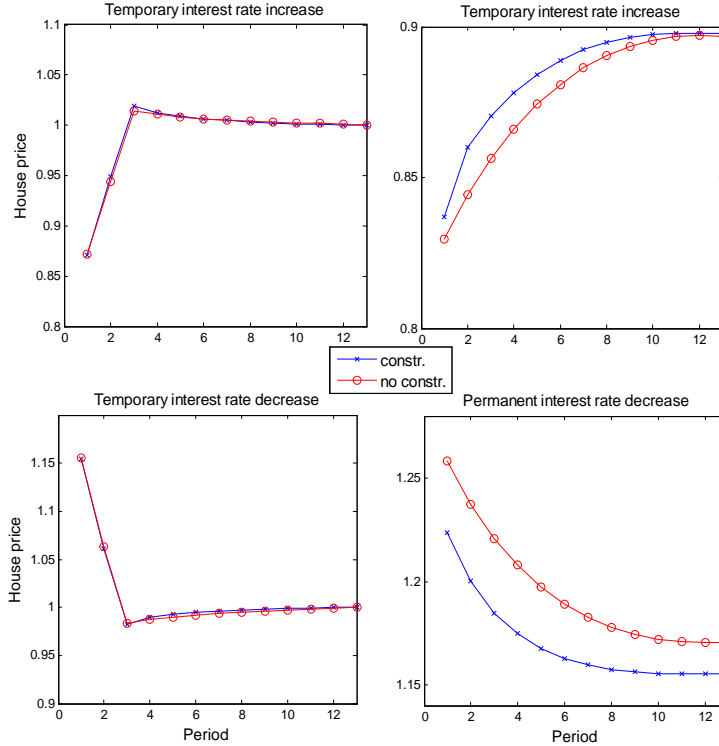 Temporary interest rate increase
Temporary interest rate increase
1.1
1.05
1
0.95
0.9
0.85
0.8
House price
0 2 4 6 8 10 12
0.9
0.85
0.8
0 2 4 6 8 10 12
constr.
no constr.
Temporary interest rate decrease
Permanent interest rate decrease
1.15
1.1
1.05
1
0.95
0.9
House price
0 2 4 6 8 10 12
Period
1.25
1.2
1.15
0 2 4 6 8 10 12
Period